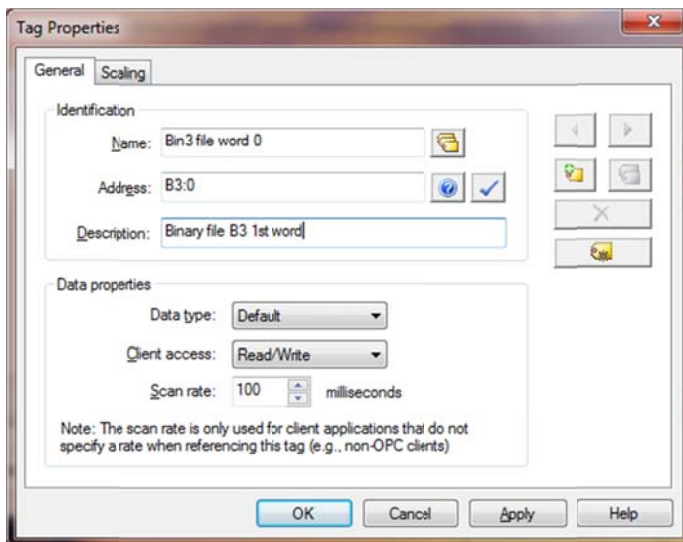 Tag Properties
General Scaling
Identification
Name: Bin3 file word 0
Address: B3:0
Description: Binary file B3 1st word
Data properties
Data type: Default
Client access: Read/Write
Scan rate: 100 milliseconds
Note: The scan rate is only used for client applications that do not
specify a rate when referencing this tag (e.g., non-OPC clients)
OK Cancel Apply Help